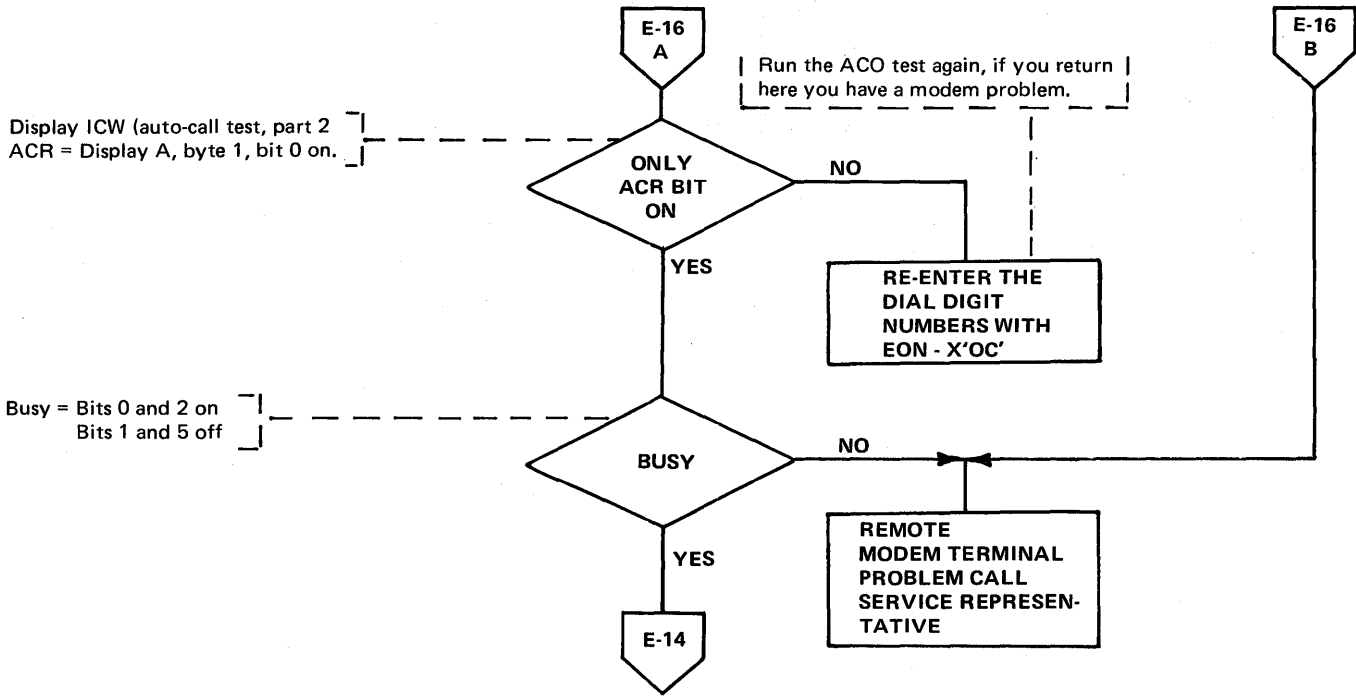 E-16
A
E-16
B
Run the ACO test again, if you return
here you have a modem problem.
Display ICW (auto-call test, part 2
ACR = Display A, byte 1, bit 0 on.
ONLY
ACR BIT
ON
NO
YES
RE-ENTER THE
DIAL DIGIT
NUMBERS WITH
EON - X'OC'
Busy = Bits 0 and 2 on
Bits 1 and 5 off
BUSY
NO
YES
REMOTE
MODEM TERMINAL
PROBLEM CALL
SERVICE REPRESEN-
TATIVE
E-14